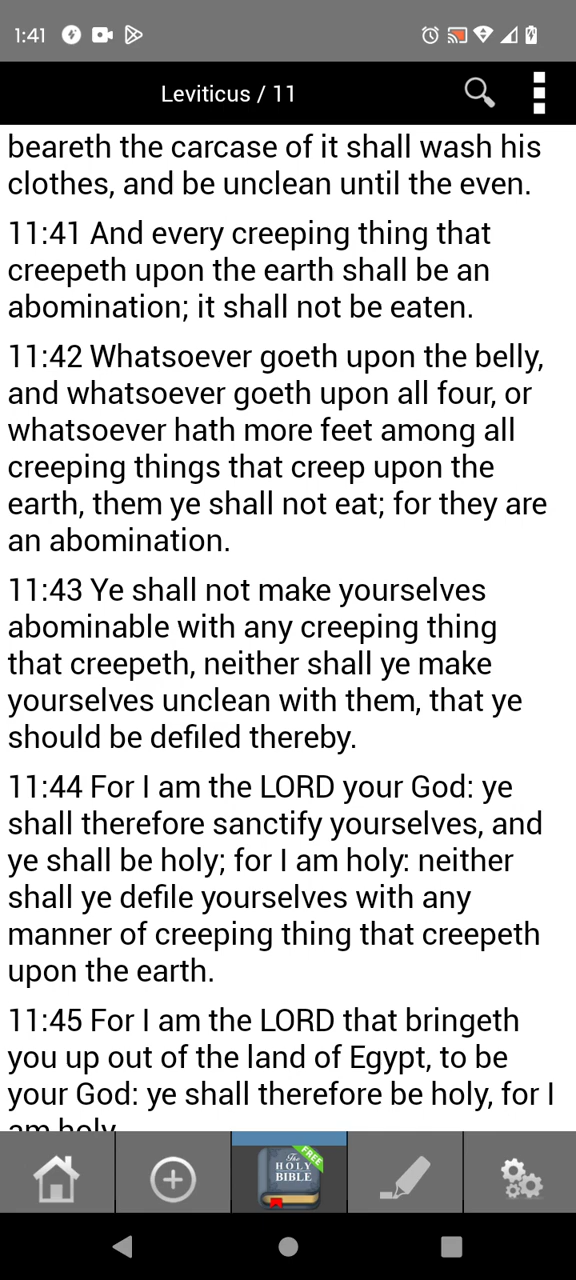 1:41
Leviticus / 11
beareth the carcase of it shall wash his
clothes, and be unclean until the even.
11:41 And every creeping thing that
creepeth upon the earth shall be an
abomination; it shall not be eaten.
11:42 Whatsoever goeth upon the belly,
and whatsoever goeth upon all four, or
whatsoever hath more feet among all
creeping things that creep upon the
earth, them ye shall not eat; for they are
an abomination.
11:43 Ye shall not make yourselves
abominable with any creeping thing
that creepeth, neither shall ye make
yourselves unclean with them, that ye
should be defiled thereby.
11:44 For I am the LORD your God: ye
shall therefore sanctify yourselves, and
ye shall be holy; for I am holy: neither
shall ye defile yourselves with any
manner of creeping thing that creepeth
upon the earth.
11:45 For I am the LORD that bringeth
you up out of the land of Egypt, to be
your God: ye shall therefore be holy, for I
am holy
The
HOLY
BIBLE
FREE